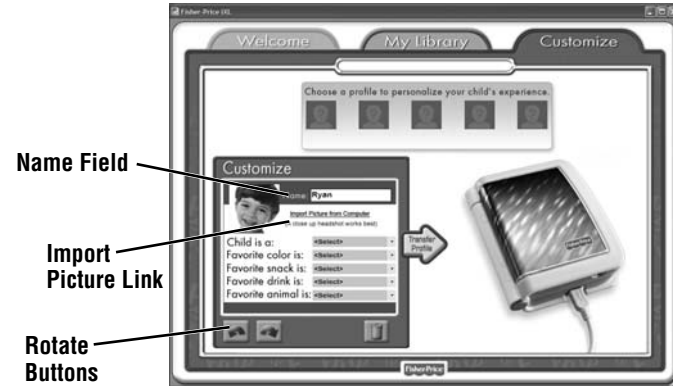 Fisher-Price iXL
Welcome
My Library
Customize
Choose a profile to personalize your child's experience.
Name Field
Customize
Name: Ryan
Import Picture from Computer
(A close up headshot works best)
Import
Picture Link
Child is a: <Select>
Favorite color is: <Select>
Favorite snack is: <Select>
Favorite drink is: <Select>
Favorite animal is: <Select>
Transfer
Profile
Rotate
Buttons
Fisher-Price